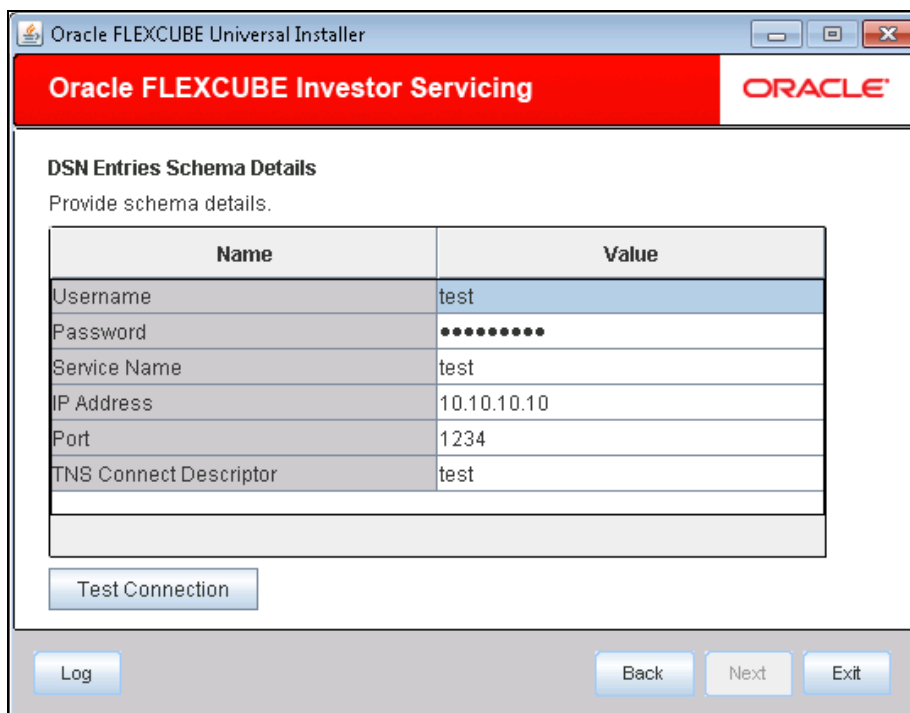 Oracle FLEXCUBE Universal Installer
Oracle FLEXCUBE Investor Servicing ORACLE
DSN Entries Schema Details
Provide schema details.
Name Value
Username test
Password •••••••••
Service Name test
IP Address 10.10.10.10
Port 1234
TNS Connect Descriptor test
Test Connection
Log Back Next Exit